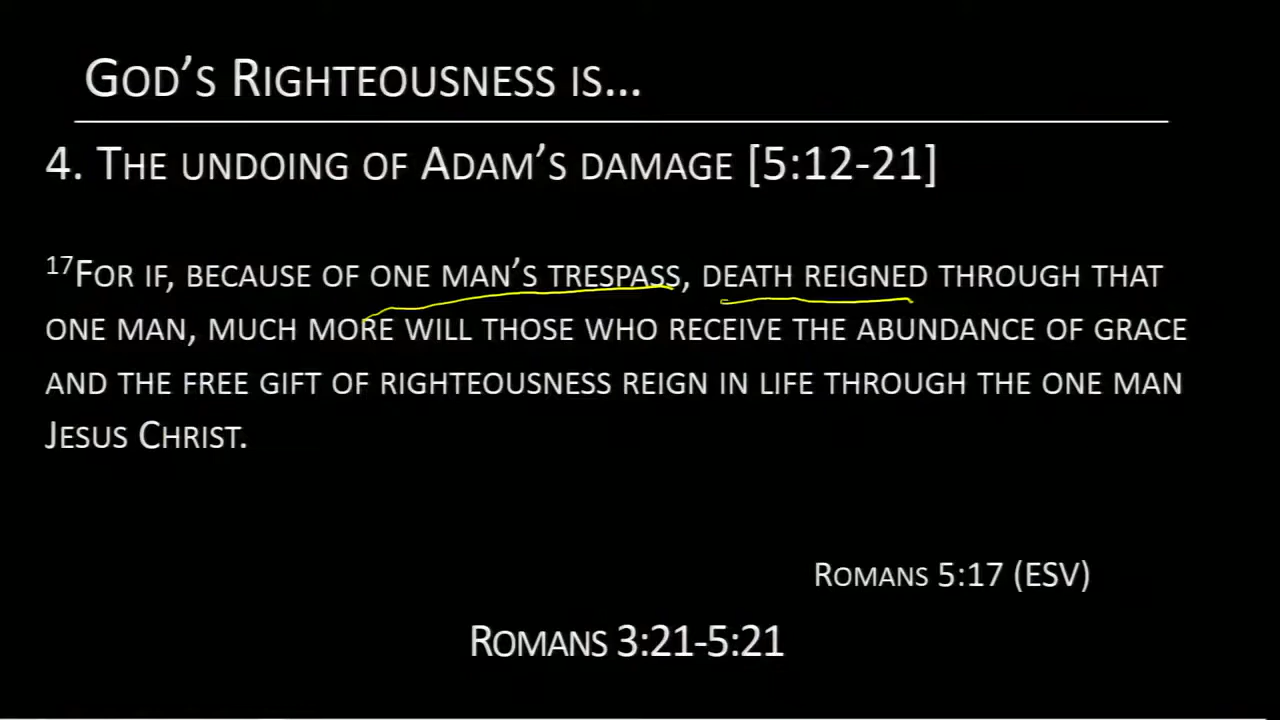 God's Righteousness is...
4. The undoing of Adam's damage [5:12-21]
17For if, because of one man's trespass, death reigned through that
one man, much more will those who receive the abundance of grace
and the free gift of righteousness reign in life through the one man
Jesus Christ.
Romans 5:17 (ESV)
Romans 3:21-5:21